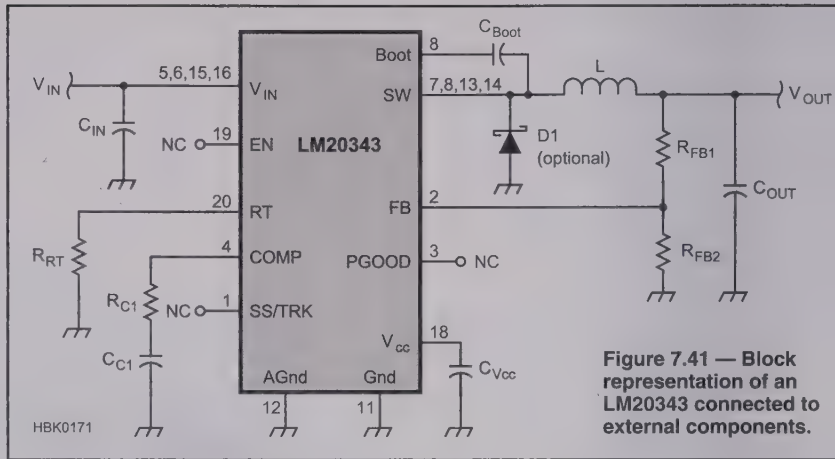 C_Boot
Boot 8
V_IN
5,6,15,16
V_IN
SW
7,8,13,14
L
V_OUT
C_IN
NC 19
EN
LM20343
D1
(optional)
R_FB1
C_OUT
20
RT
FB
2
R_RT
4
COMP
PGOOD
3
NC
R_FB2
R_C1
NC 1
SS/TRK
C_C1
V_cc
18
C_Vcc
AGnd
Gnd
12
11
HBK0171
Figure 7.41 — Block
representation of an
LM20343 connected to
external components.